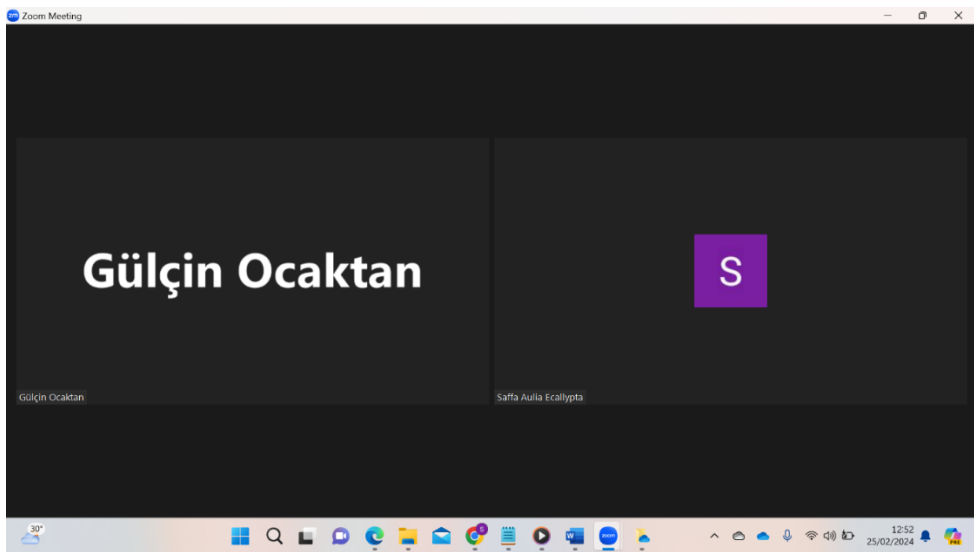 Zoom Meeting
Gülçin Ocaktan
S
Gülçin Ocaktan
Saffa Aulia Ecallypta
30°
12:52
25/02/2024